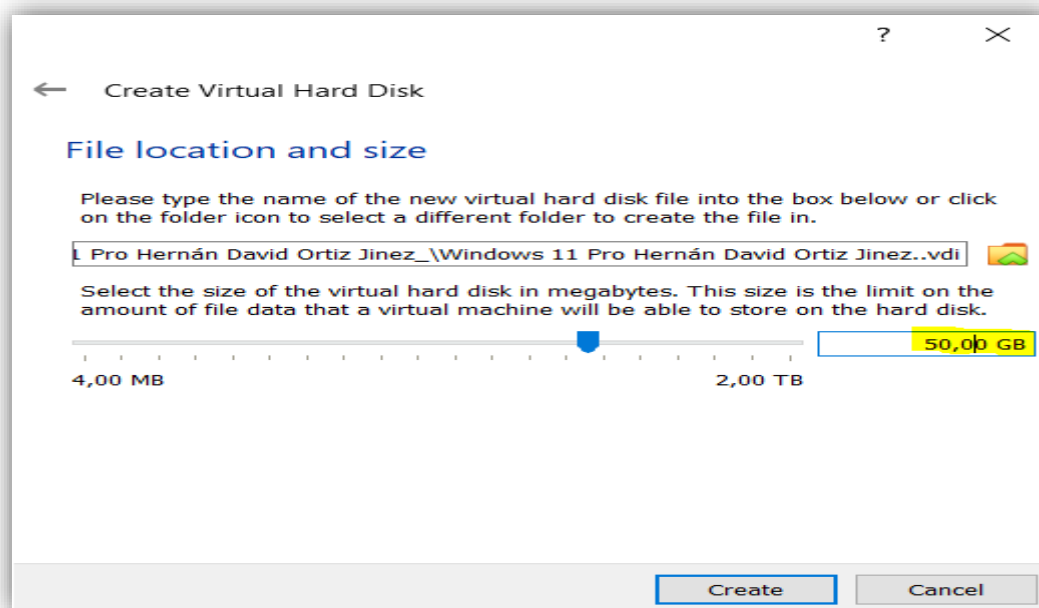 ?
Create Virtual Hard Disk
File location and size
Please type the name of the new virtual hard disk file into the box below or click
on the folder icon to select a different folder to create the file in.
1 Pro Hernán David Ortiz Jinez_\Windows 11 Pro Hernán David Ortiz Jinez..vdi
Select the size of the virtual hard disk in megabytes. This size is the limit on the
amount of file data that a virtual machine will be able to store on the hard disk.
50,00 GB
4,00 MB 2,00 TB
Create Cancel